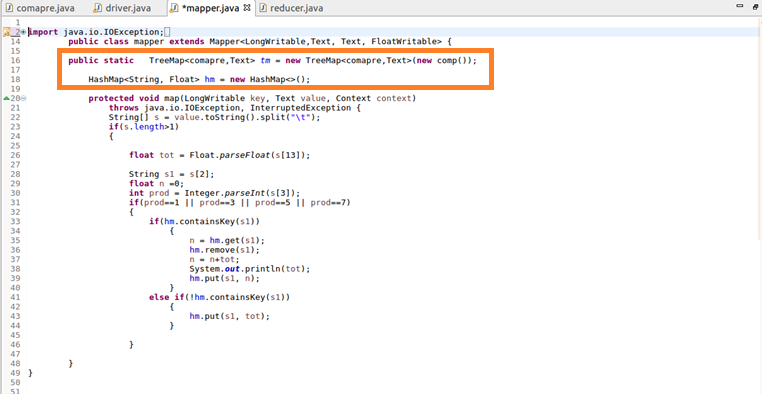 comapre.java driver.java *mapper.java reducer.java
1
2 import java.io.IOException;
14 public class mapper extends Mapper<LongWritable,Text, Text, FloatWritable> {
15
16 public static TreeMap<comapre,Text> tm = new TreeMap<comapre,Text>(new comp());
17
18 HashMap<String, Float> hm = new HashMap<>();
19
20 protected void map(LongWritable key, Text value, Context context)
21 throws java.io.IOException, InterruptedException {
22 String[] s = value.toString().split("\t");
23 if(s.length>1)
24 {
25
26 float tot = Float.parseFloat(s[13]);
27
28 String s1 = s[2];
29 float n =0;
30 int prod = Integer.parseInt(s[3]);
31 if(prod==1 || prod==3 || prod==5 || prod==7)
32 {
33 if(hm.containsKey(s1))
34 {
35 n = hm.get(s1);
36 hm.remove(s1);
37 n = n+tot;
38 System.out.println(tot);
39 hm.put(s1, n);
40 }
41 else if(!hm.containsKey(s1))
42 {
43 hm.put(s1, tot);
44 }
45
46 }
47
48 }
49 }
50
51